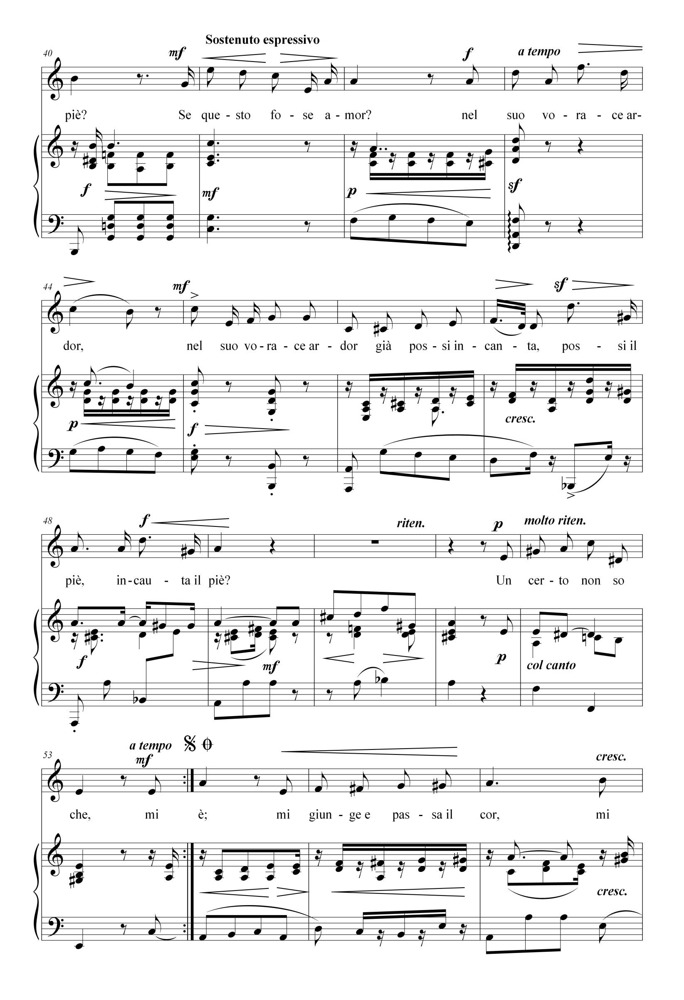 Sostenuto espressivo
40 mf f a tempo
piè? Se que - sto fo - se a - mor? nel suo vo - ra - ce ar-
f mf p sf
44 mf sf
dor, nel suo vo - ra - ce ar - dor già pos - si in - can - ta, pos - si il
p f cresc.
48 f riten. p molto riten.
piè, in - cau - ta il piè? Un cer - to non so
f mf p col canto
53 a tempo mf cresc.
che, mi è; mi giun - ge e pas - sa il cor, mi
cresc.